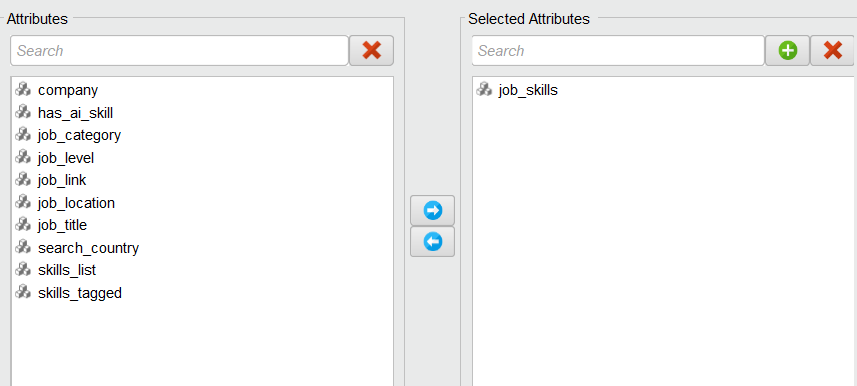 Attributes
Search
company
has_ai_skill
job_category
job_level
job_link
job_location
job_title
search_country
skills_list
skills_tagged
Selected Attributes
Search
job_skills